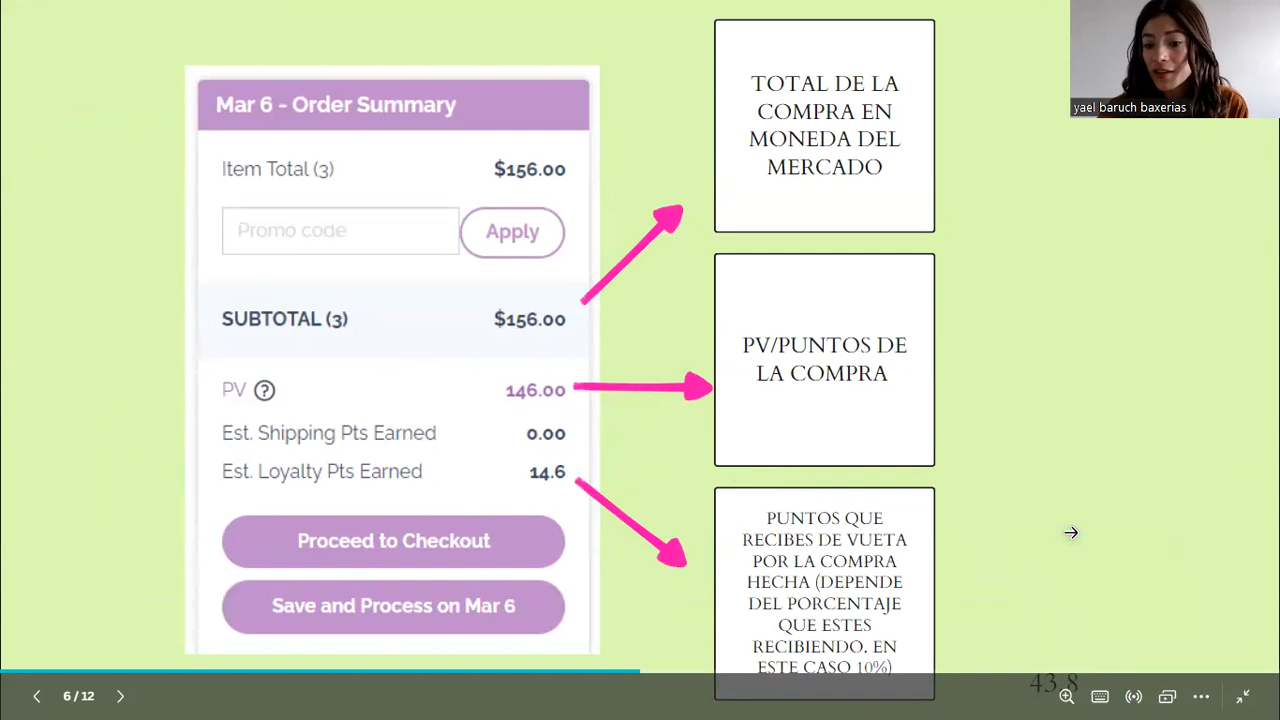 Mar 6 - Order Summary
Item Total (3) $156.00
Promo code Apply
SUBTOTAL (3) $156.00
PV ? 146.00
Est. Shipping Pts Earned 0.00
Est. Loyalty Pts Earned 14.6
Proceed to Checkout
Save and Process on Mar 6
TOTAL DE LA
COMPRA EN
MONEDA DEL
MERCADO
PV/PUNTOS DE
LA COMPRA
PUNTOS QUE
RECIBES DE VUETA
POR LA COMPRA
HECHA (DEPENDE
DEL PORCENTAJE
QUE ESTES
RECIBIENDO. EN
ESTE CASO 10%)
yael baruch baxerias
43.8
6 / 12